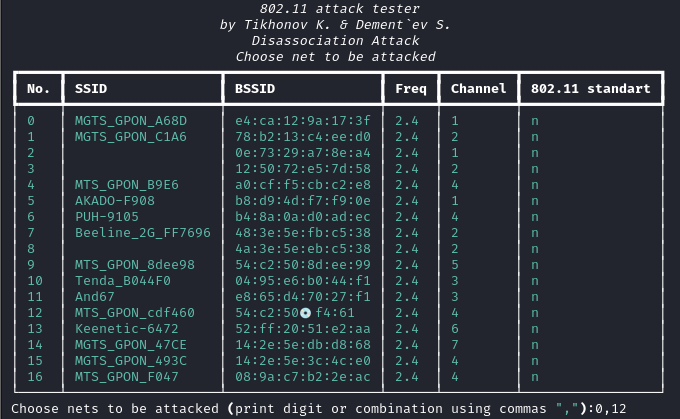 802.11 attack tester
by Tikhonov K. & Dement`ev S.
Disassociation Attack
Choose net to be attacked
No. SSID BSSID Freq Channel 802.11 standart
0 MGTS_GPON_A68D e4:ca:12:9a:17:3f 2.4 1 n
1 MGTS_GPON_C1A6 78:b2:13:c4:ee:d0 2.4 2 n
2 0e:73:29:a7:8e:a4 2.4 1 n
3 12:50:72:e5:7d:58 2.4 2 n
4 MTS_GPON_B9E6 a0:cf:f5:cb:c2:e8 2.4 4 n
5 AKADO-F908 b8:d9:4d:f7:f9:0e 2.4 1 n
6 PUH-9105 b4:8a:0a:d0:ad:ec 2.4 4 n
7 Beeline_2G_FF7696 48:3e:5e:fb:c5:38 2.4 2 n
8 4a:3e:5e:eb:c5:38 2.4 2 n
9 MTS_GPON_8dee98 54:c2:50:8d:ee:99 2.4 5 n
10 Tenda_B044F0 04:95:e6:b0:44:f1 2.4 3 n
11 And67 e8:65:d4:70:27:f1 2.4 3 n
12 MTS_GPON_cdf460 54:c2:50 f4:61 2.4 4 n
13 Keenetic-6472 52:ff:20:51:e2:aa 2.4 6 n
14 MGTS_GPON_47CE 14:2e:5e:db:d8:68 2.4 7 n
15 MGTS_GPON_493C 14:2e:5e:3c:4c:e0 2.4 4 n
16 MTS_GPON_F047 08:9a:c7:b2:2e:ac 2.4 4 n
Choose nets to be attacked (print digit or combination using commas ","):0,12